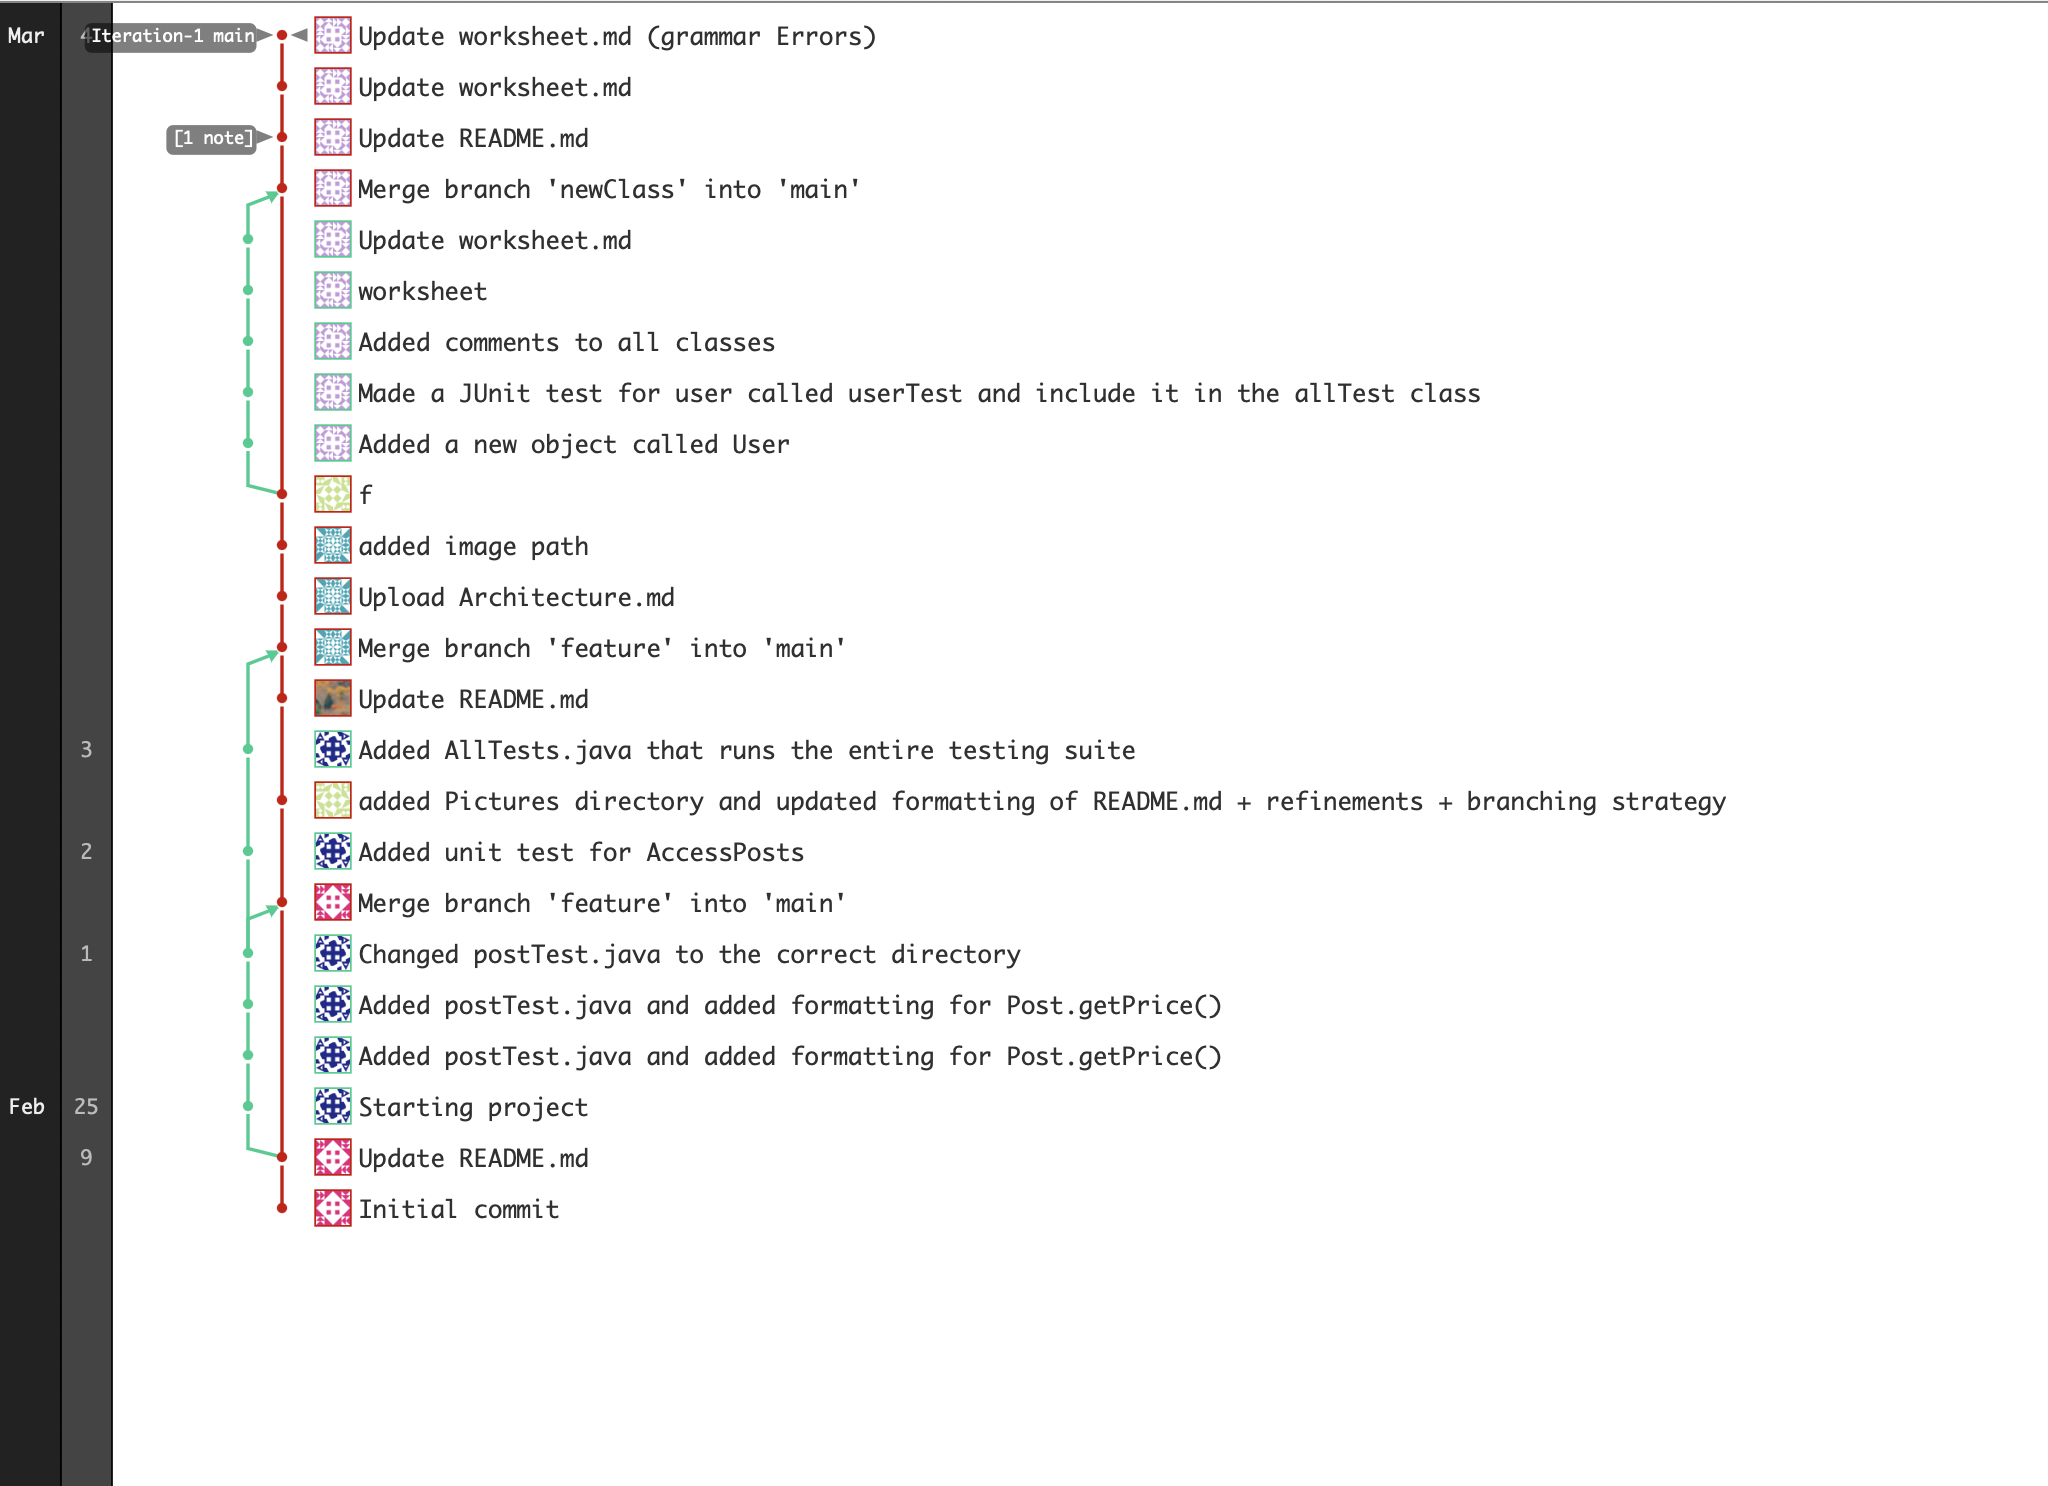 Mar 4 Iteration-1 main Update worksheet.md (grammar Errors)
Update worksheet.md
[1 note] Update README.md
Merge branch 'newClass' into 'main'
Update worksheet.md
worksheet
Added comments to all classes
Made a JUnit test for user called userTest and include it in the allTest class
Added a new object called User
f
added image path
Upload Architecture.md
Merge branch 'feature' into 'main'
Update README.md
3 Added AllTests.java that runs the entire testing suite
added Pictures directory and updated formatting of README.md + refinements + branching strategy
2 Added unit test for AccessPosts
Merge branch 'feature' into 'main'
1 Changed postTest.java to the correct directory
Added postTest.java and added formatting for Post.getPrice()
Added postTest.java and added formatting for Post.getPrice()
Feb 25 Starting project
9 Update README.md
Initial commit